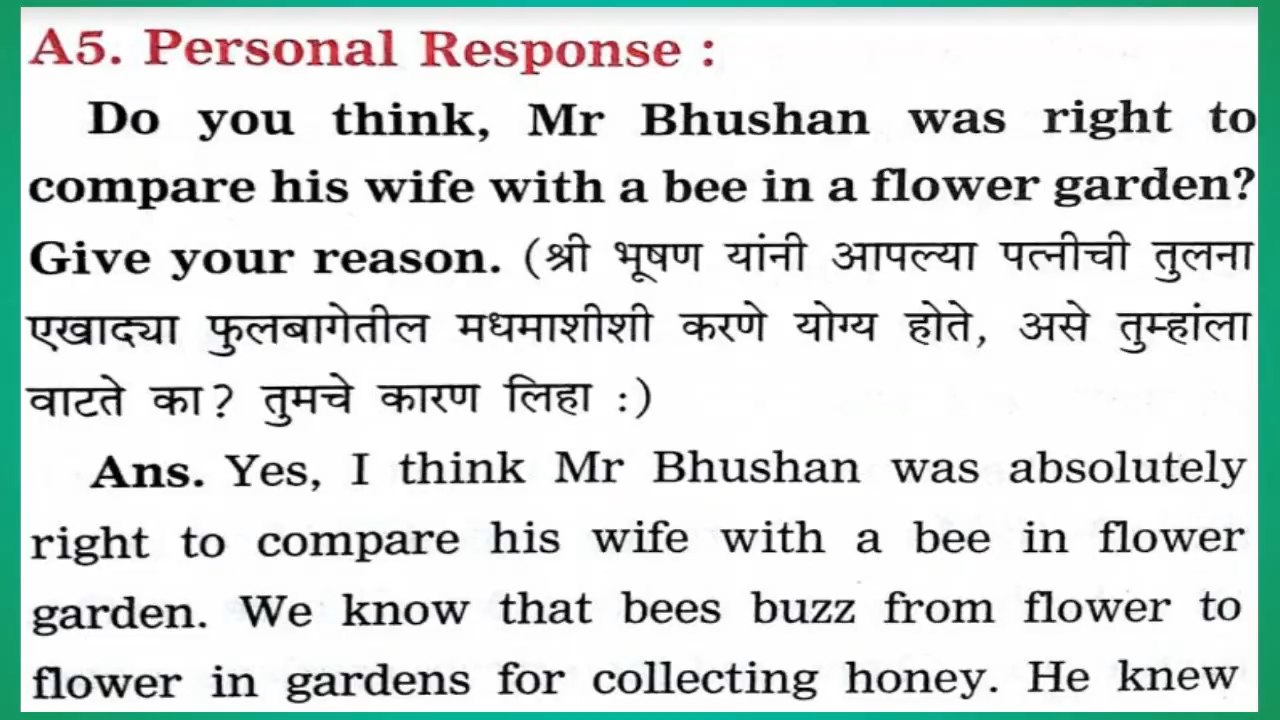 A5. Personal Response :
Do you think, Mr Bhushan was right to
compare his wife with a bee in a flower garden?
Give your reason. (श्री भूषण यांनी आपल्या पत्नीची तुलना
एखाद्या फुलबागेतील मधमाशीशी करणे योग्य होते, असे तुम्हांला
वाटते का? तुमचे कारण लिहा :)
Ans. Yes, I think Mr Bhushan was absolutely
right to compare his wife with a bee in flower
garden. We know that bees buzz from flower to
flower in gardens for collecting honey. He knew